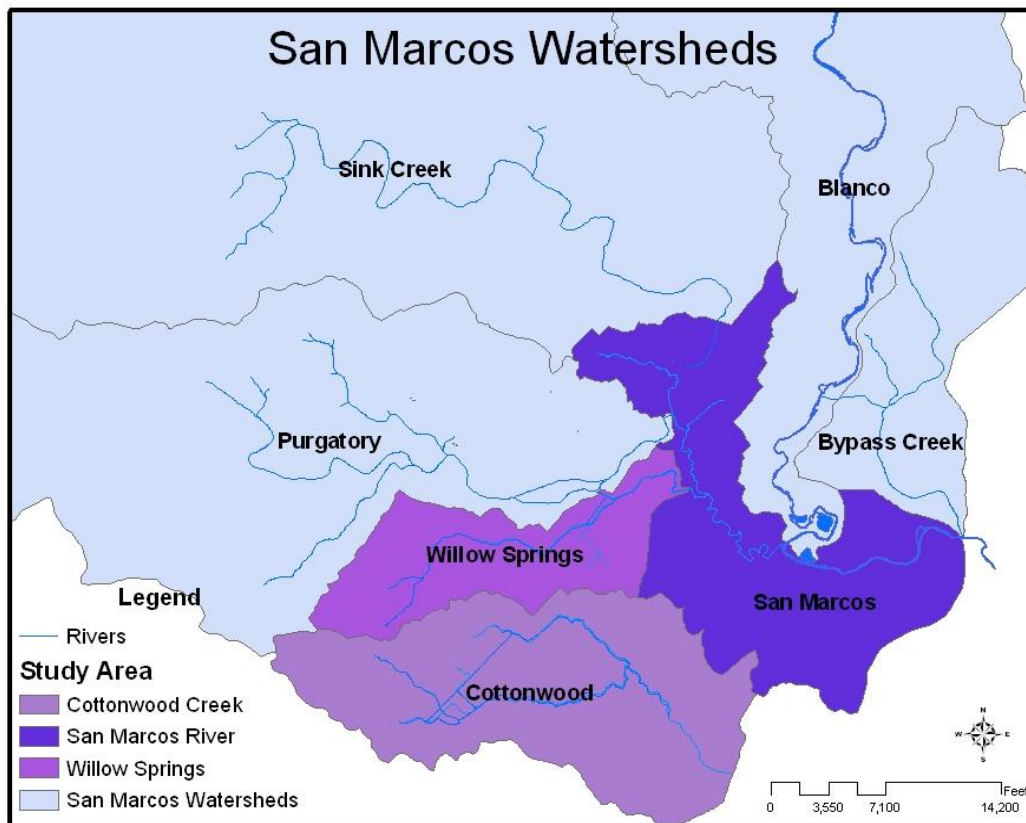 San Marcos Watersheds
Sink Creek
Blanco
Purgatory
Bypass Creek
Willow Springs
San Marcos
Cottonwood
Legend
Rivers
Study Area
Cottonwood Creek
San Marcos River
Willow Springs
San Marcos Watersheds
N
W E
S
Feet
0 3,550 7,100 14,200